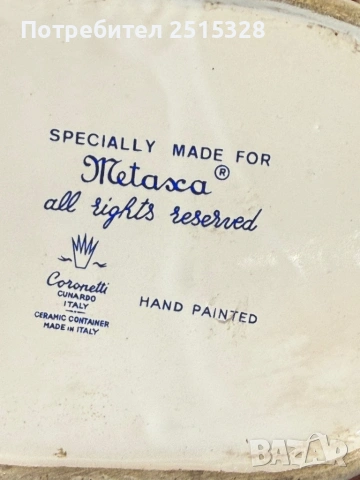 Потребител 2515328
SPECIALLY MADE FOR
Metaxa ®
all rights reserved
Coronetti
CUNARDO
ITALY
CERAMIC CONTAINER
MADE IN ITALY
HAND PAINTED
BAZAR